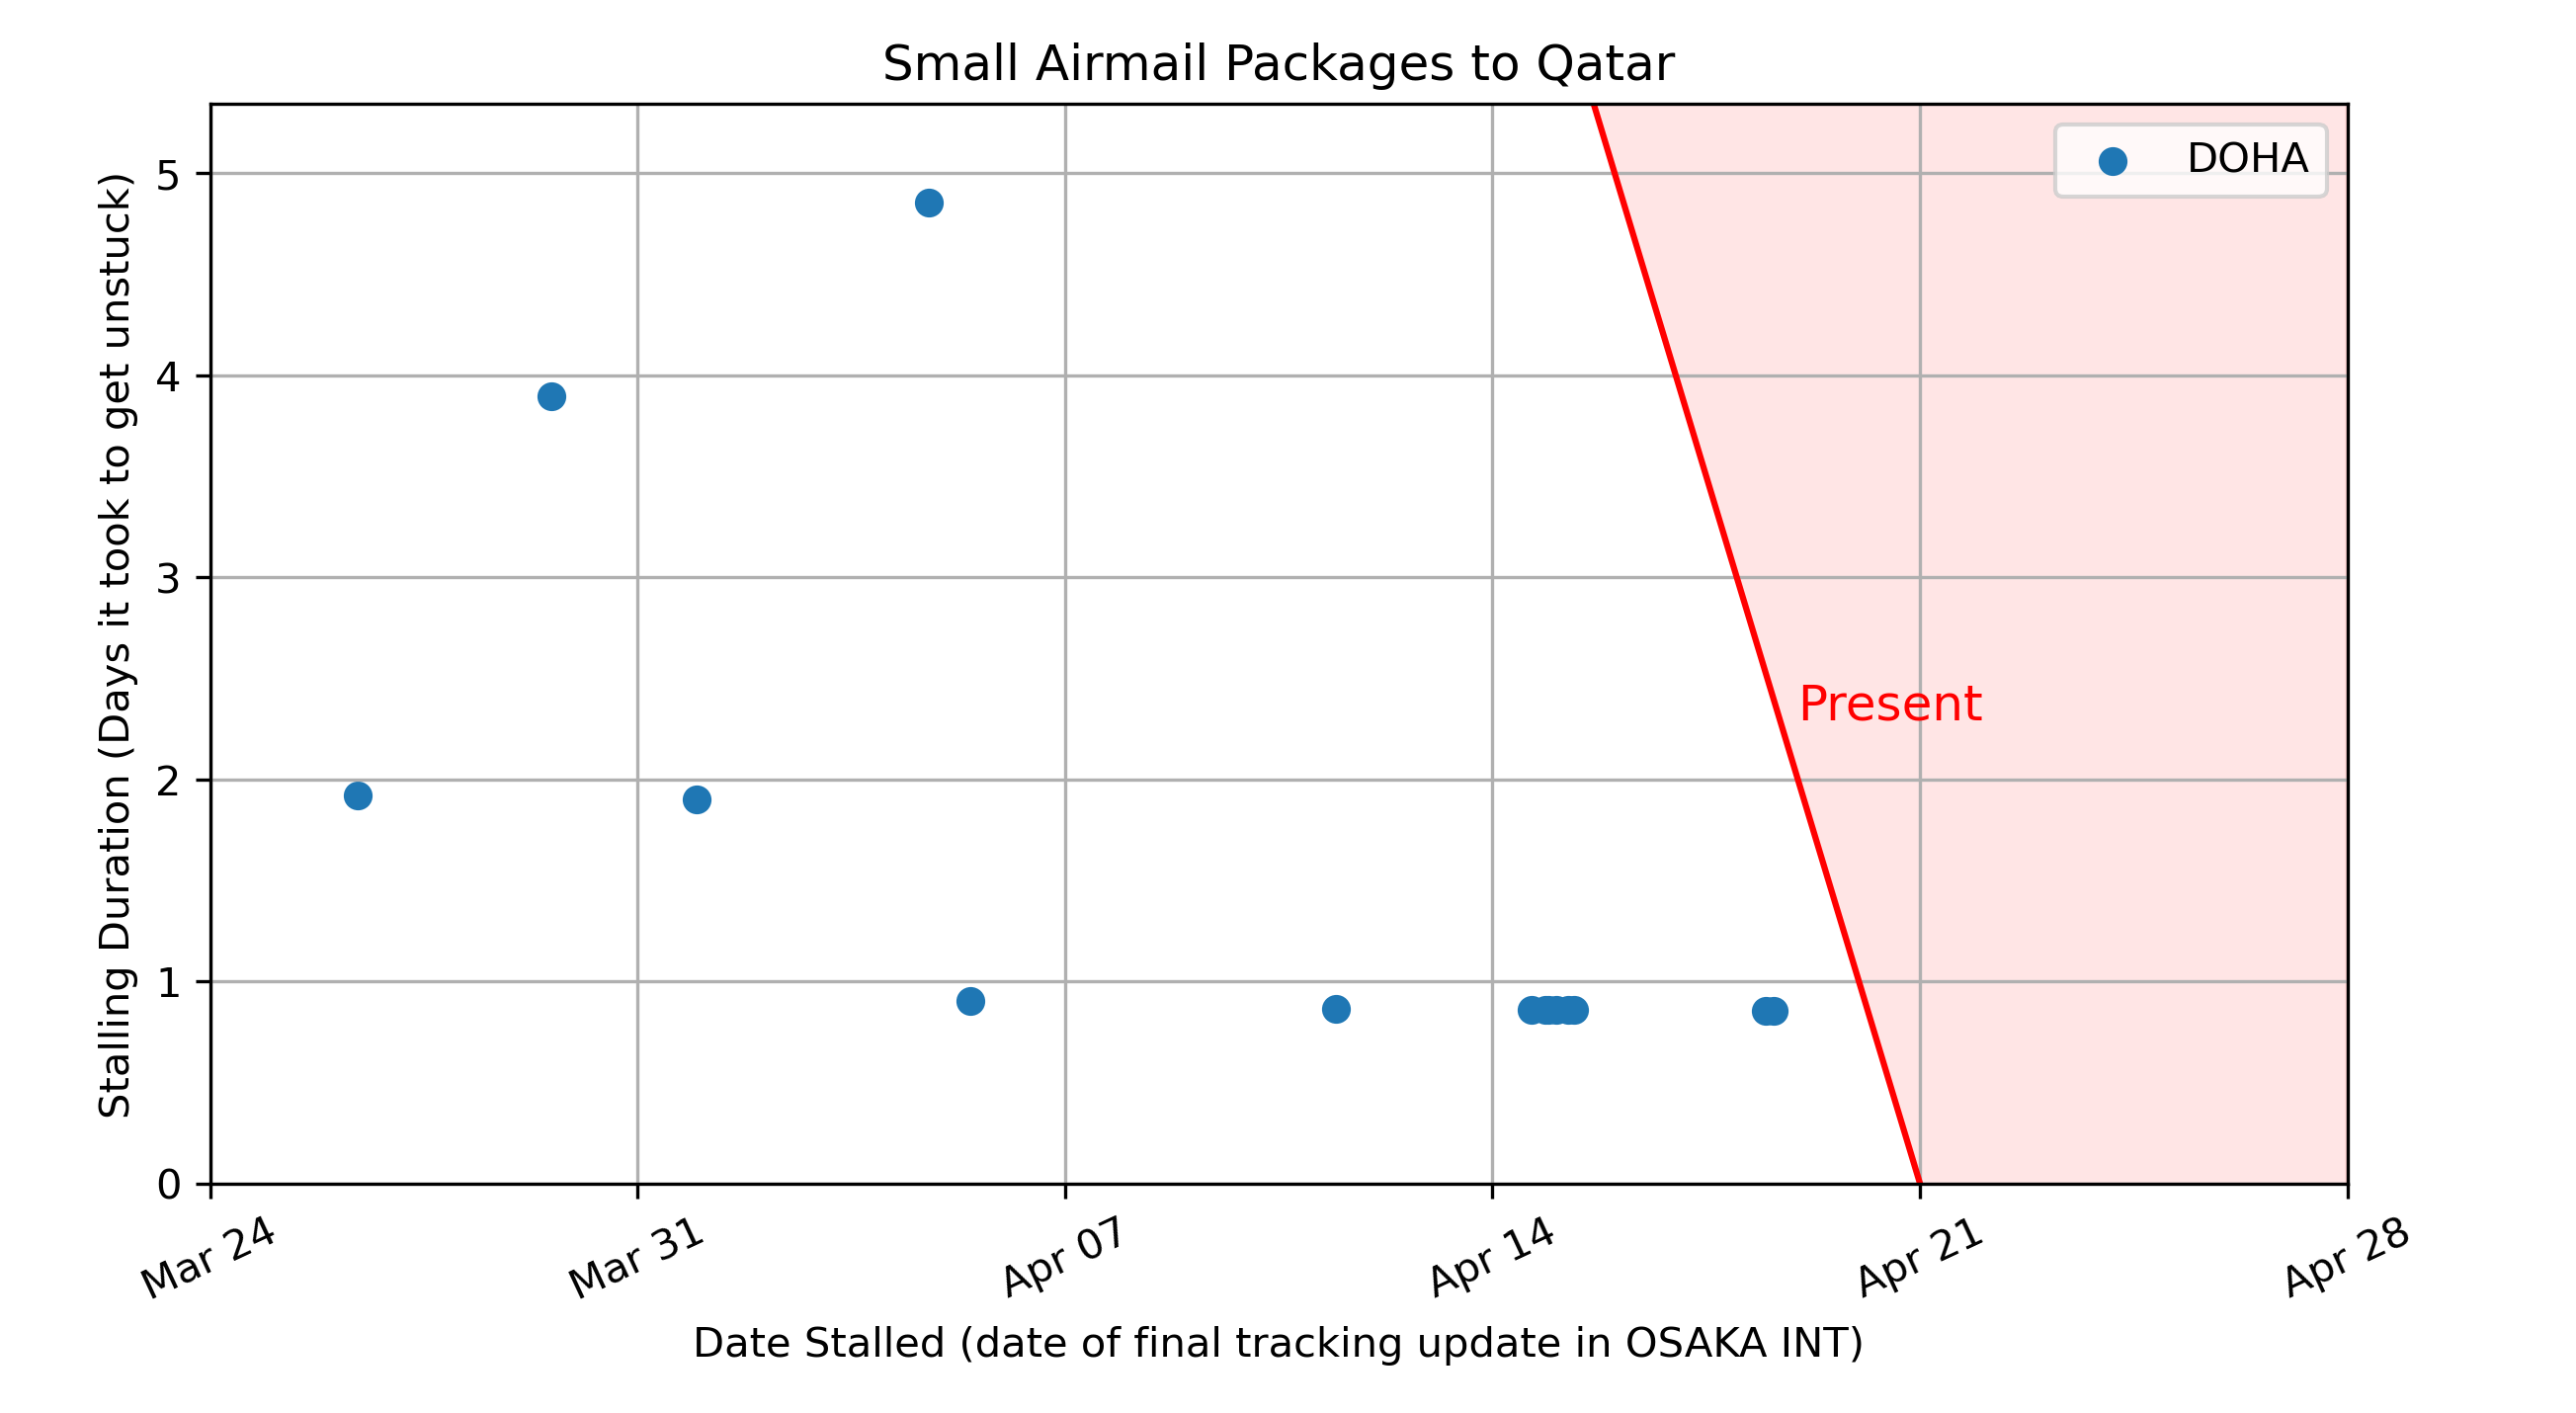 Small Airmail Packages to Qatar
DOHA
Stalling Duration (Days it took to get unstuck)
5
4
3
2
1
0
Present
Mar 24
Mar 31
Apr 07
Apr 14
Apr 21
Apr 28
Date Stalled (date of final tracking update in OSAKA INT)